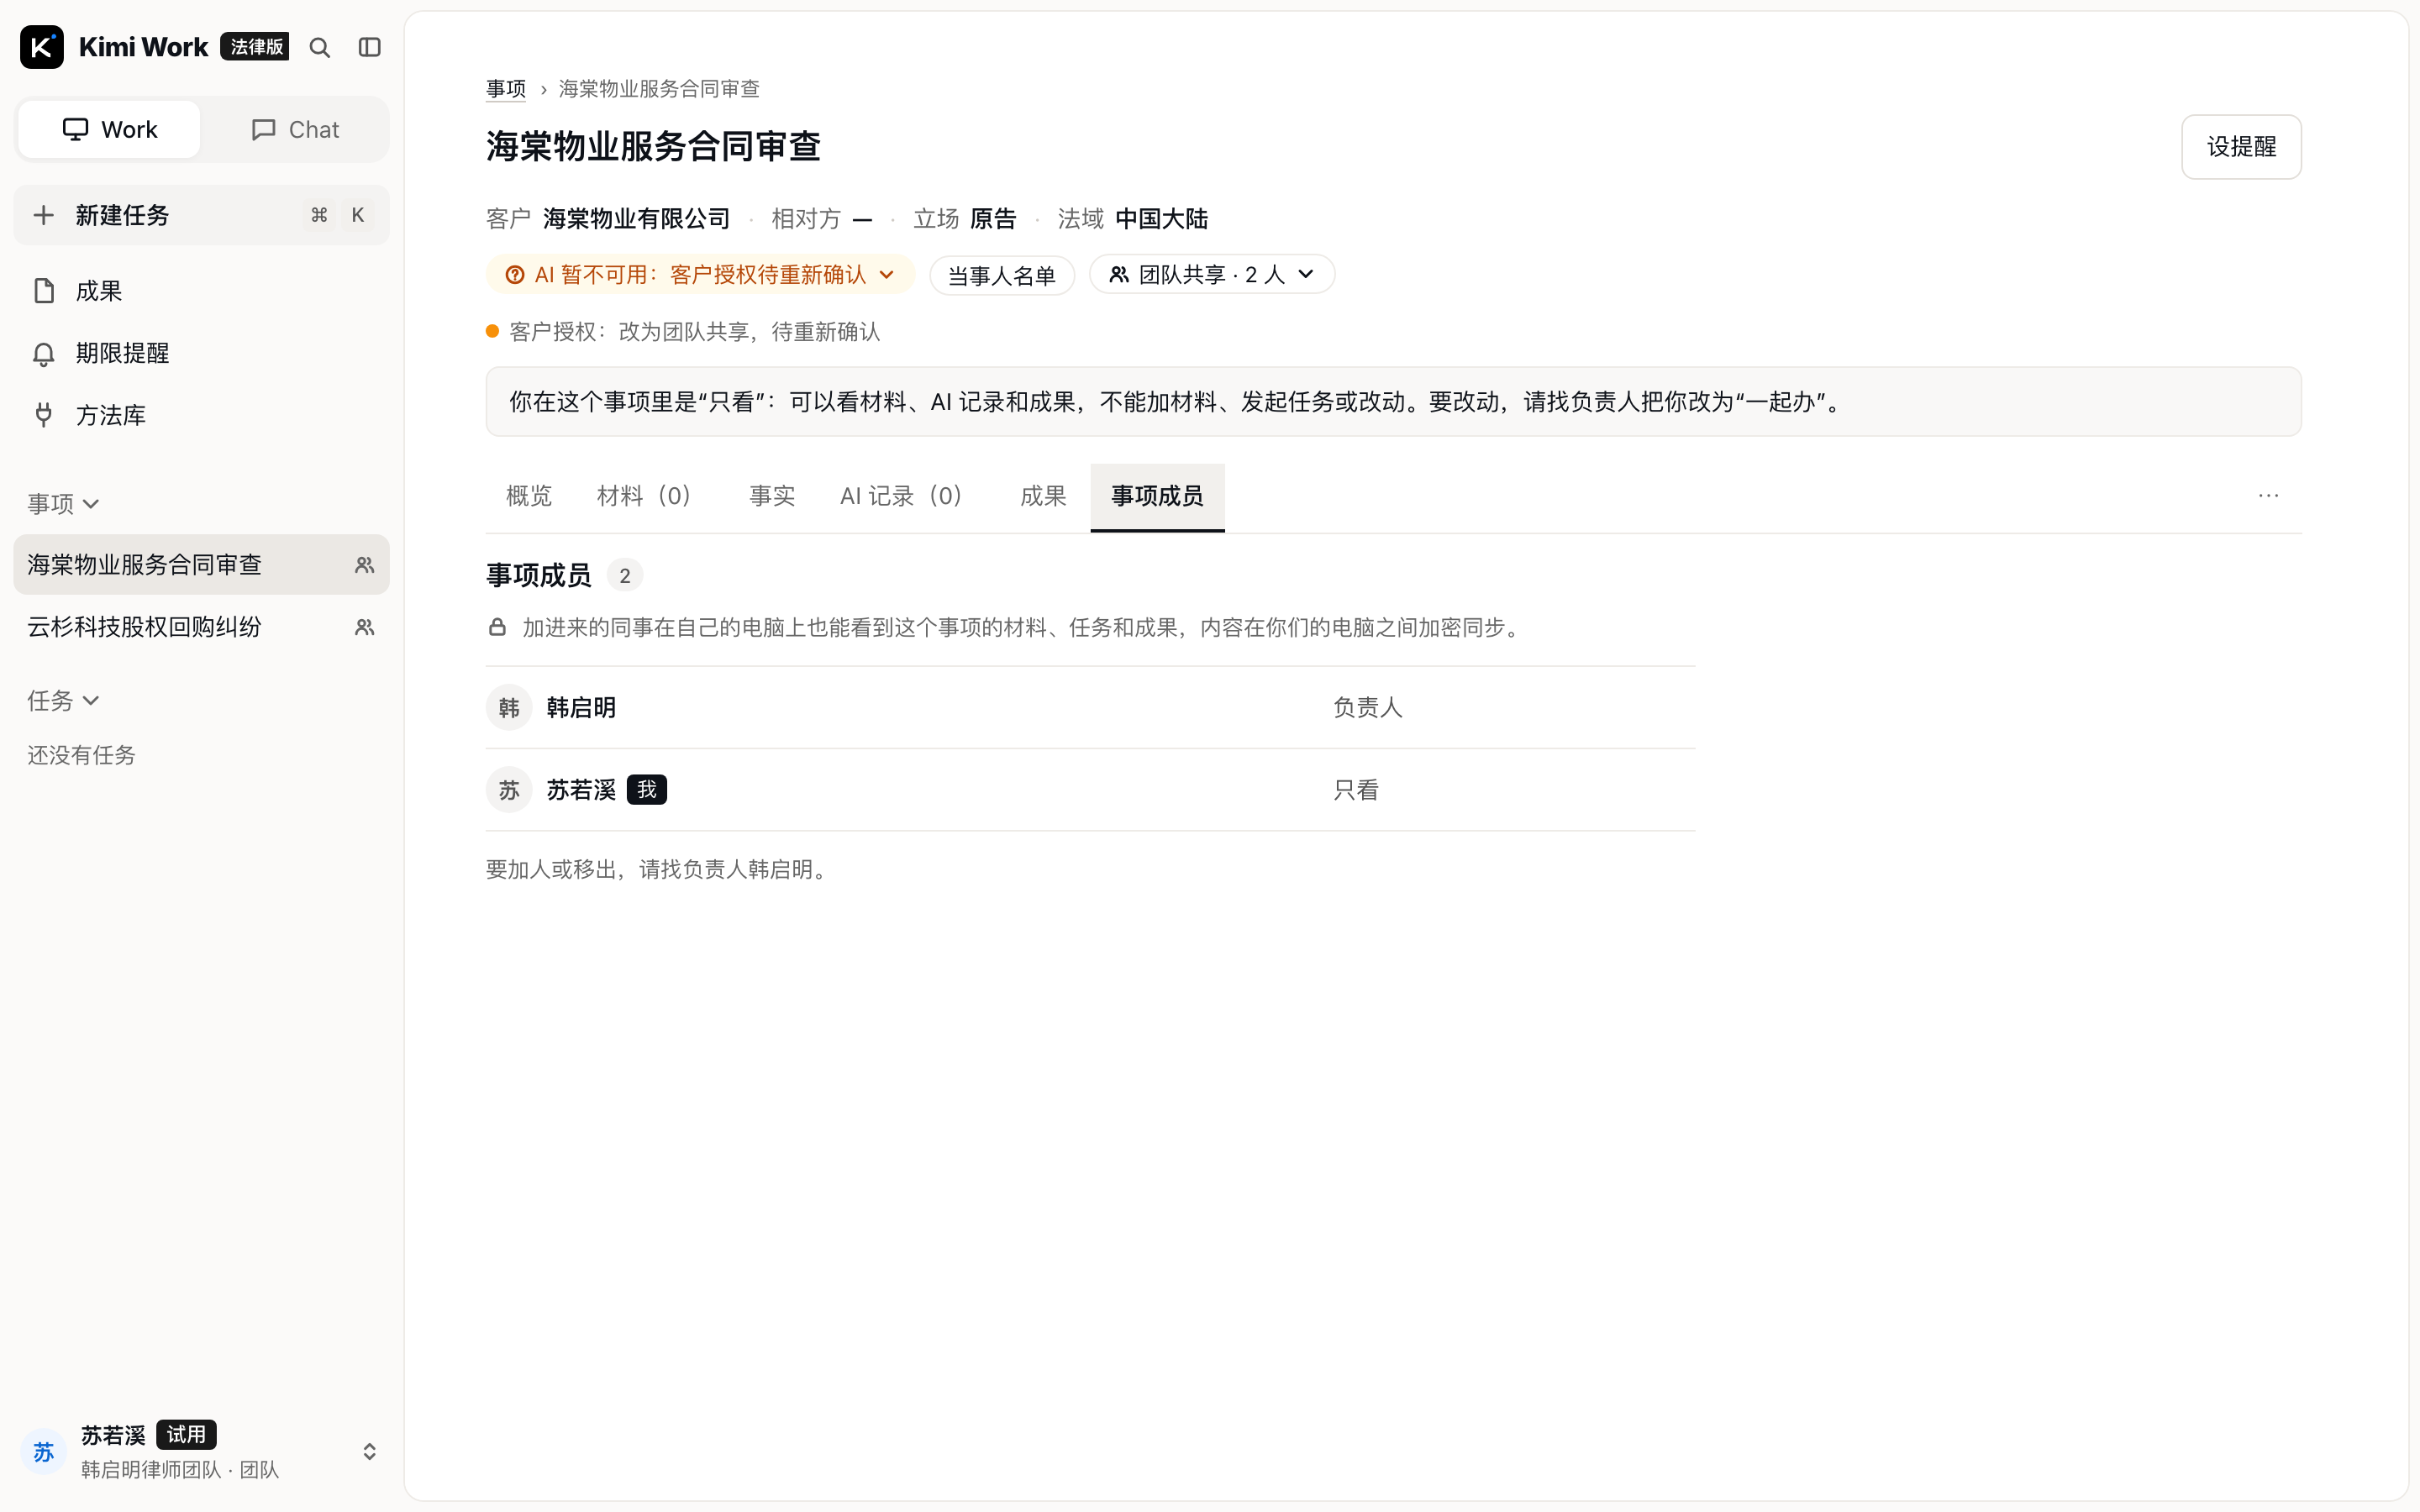 Kimi Work 法律版
Work
Chat
新建任务 ⌘ K
成果
期限提醒
方法库
事项
海棠物业服务合同审查
云杉科技股权回购纠纷
任务
还没有任务
苏 苏若溪 试用
韩启明律师团队 · 团队
事项 › 海棠物业服务合同审查
海棠物业服务合同审查
设提醒
客户 海棠物业有限公司 · 相对方 — · 立场 原告 · 法域 中国大陆
AI 暂不可用：客户授权待重新确认
当事人名单
团队共享 · 2 人
客户授权：改为团队共享，待重新确认
你在这个事项里是“只看”：可以看材料、AI 记录和成果，不能加材料、发起任务或改动。要改动，请找负责人把你改为“一起办”。
概览 材料（0） 事实 AI 记录（0） 成果 事项成员 ···
事项成员 2
加进来的同事在自己的电脑上也能看到这个事项的材料、任务和成果，内容在你们的电脑之间加密同步。
韩 韩启明 负责人
苏 苏若溪 我 只看
要加人或移出，请找负责人韩启明。